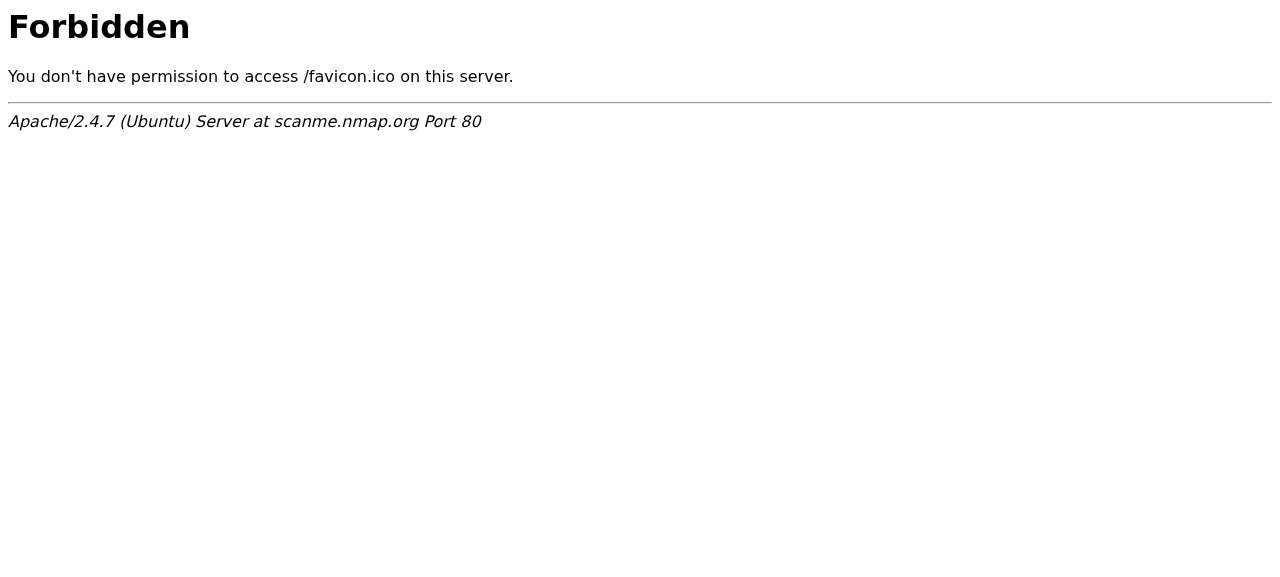 Forbidden
You don't have permission to access /favicon.ico on this server.
Apache/2.4.7 (Ubuntu) Server at scanme.nmap.org Port 80